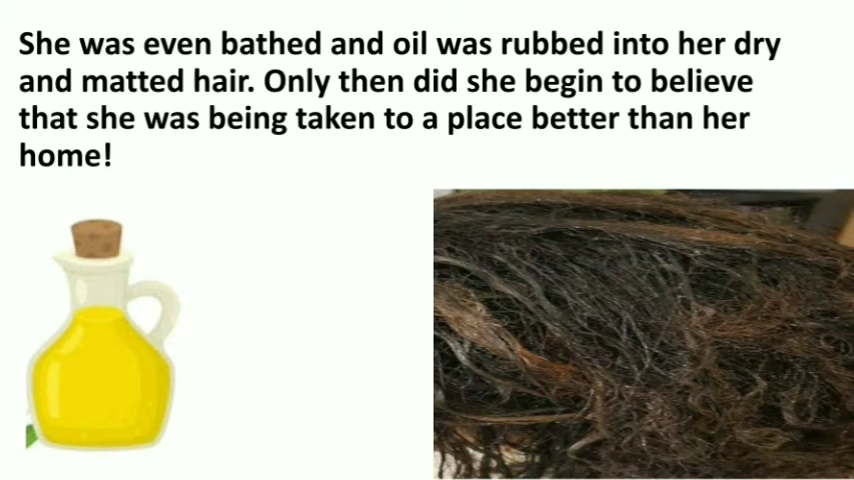 She was even bathed and oil was rubbed into her dry
and matted hair. Only then did she begin to believe
that she was being taken to a place better than her
home!